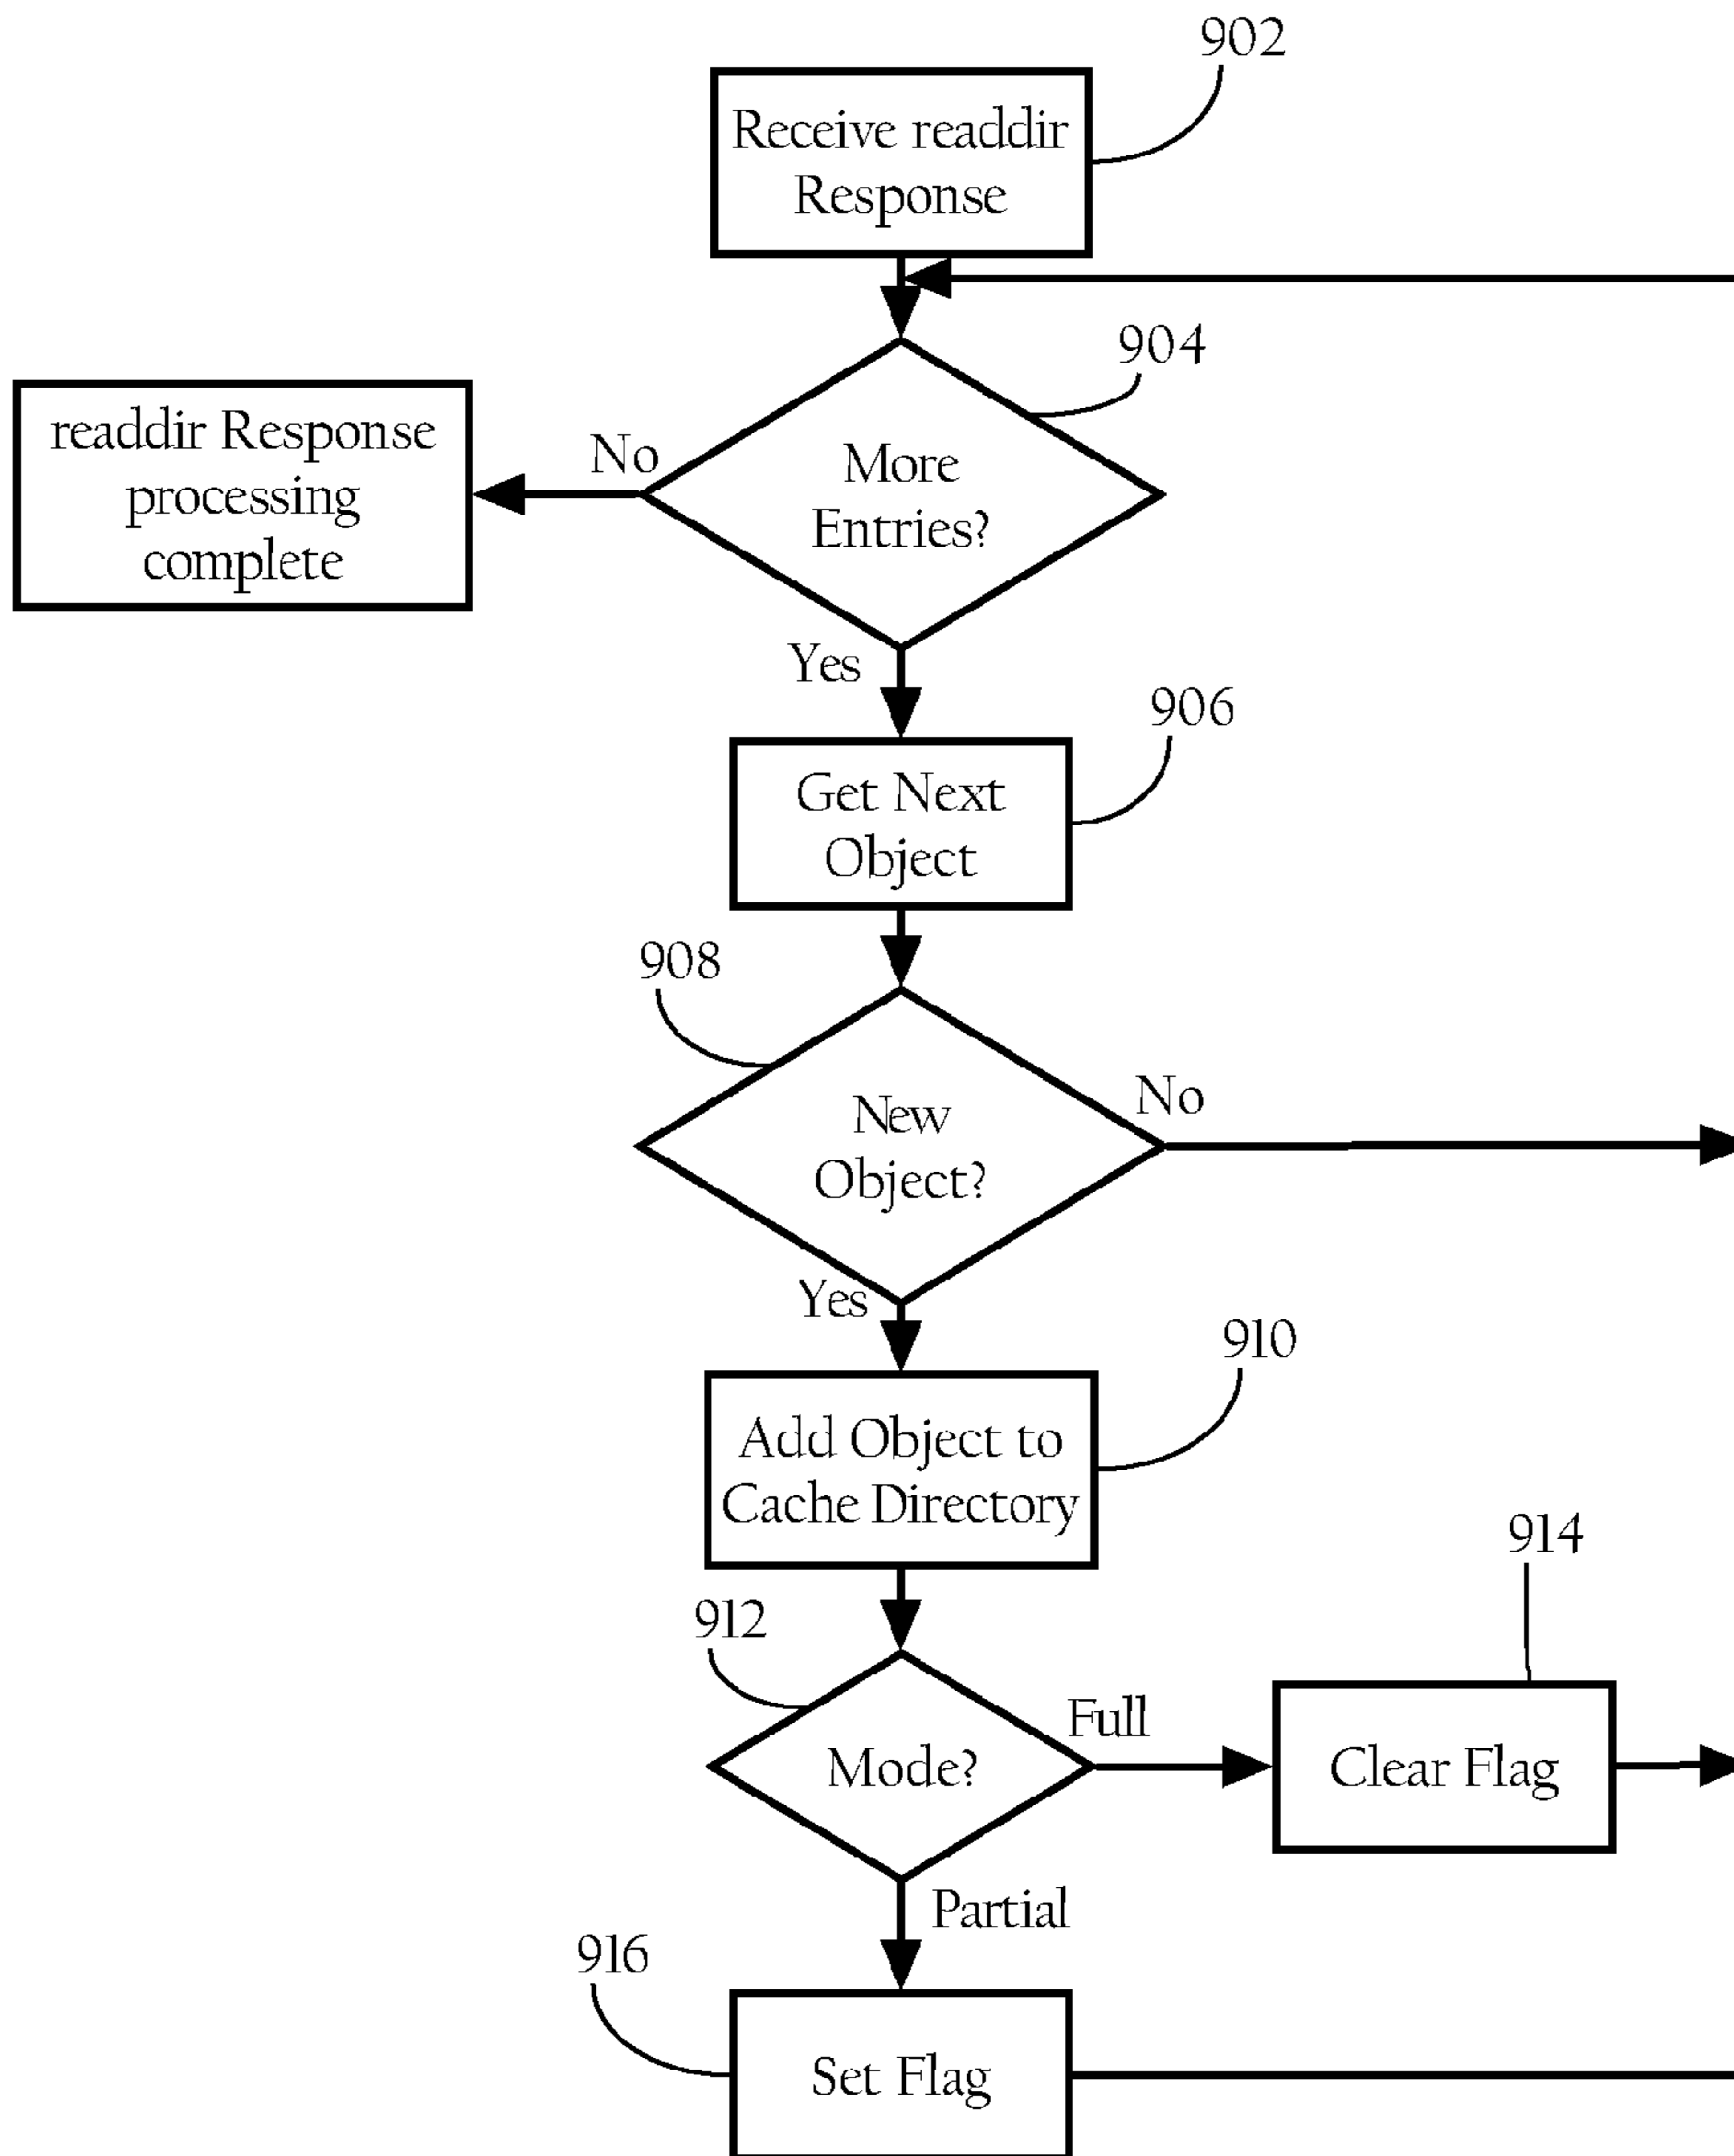 902
Receive readdir
Response
904
readdir Response
processing
complete
No
More
Entries?
Yes
906
Get Next
Object
908
New
Object?
No
Yes
910
Add Object to
Cache Directory
912
914
Mode?
Full
Clear Flag
Partial
916
Set Flag